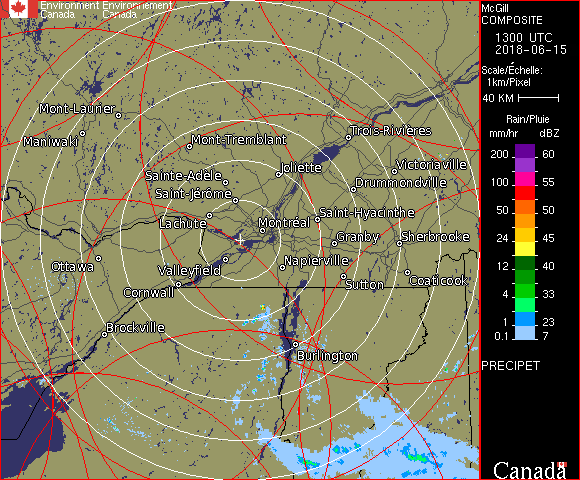 Environment Environnement
Canada Canada
McGill
COMPOSITE
1300 UTC
2018-06-15
Scale/Échelle:
1km/Pixel
40 KM
Rain/Pluie
mm/hr dBZ
200 60
150 57
100 55
50 50
24 45
12 40
4 33
1 23
0.1 7
PRECIPET
Canada
Mont-Laurier
Maniwaki
Mont-Tremblant
Trois-Rivières
Joliette
Victoriaville
Sainte-Adèle
Drummondville
Saint-Jérôme
Saint-Hyacinthe
Lachute
Montréal
Granby
Sherbrooke
Ottawa
Valleyfield
Napierville
Cornwall
Sutton
Coaticook
Brockville
Burlington